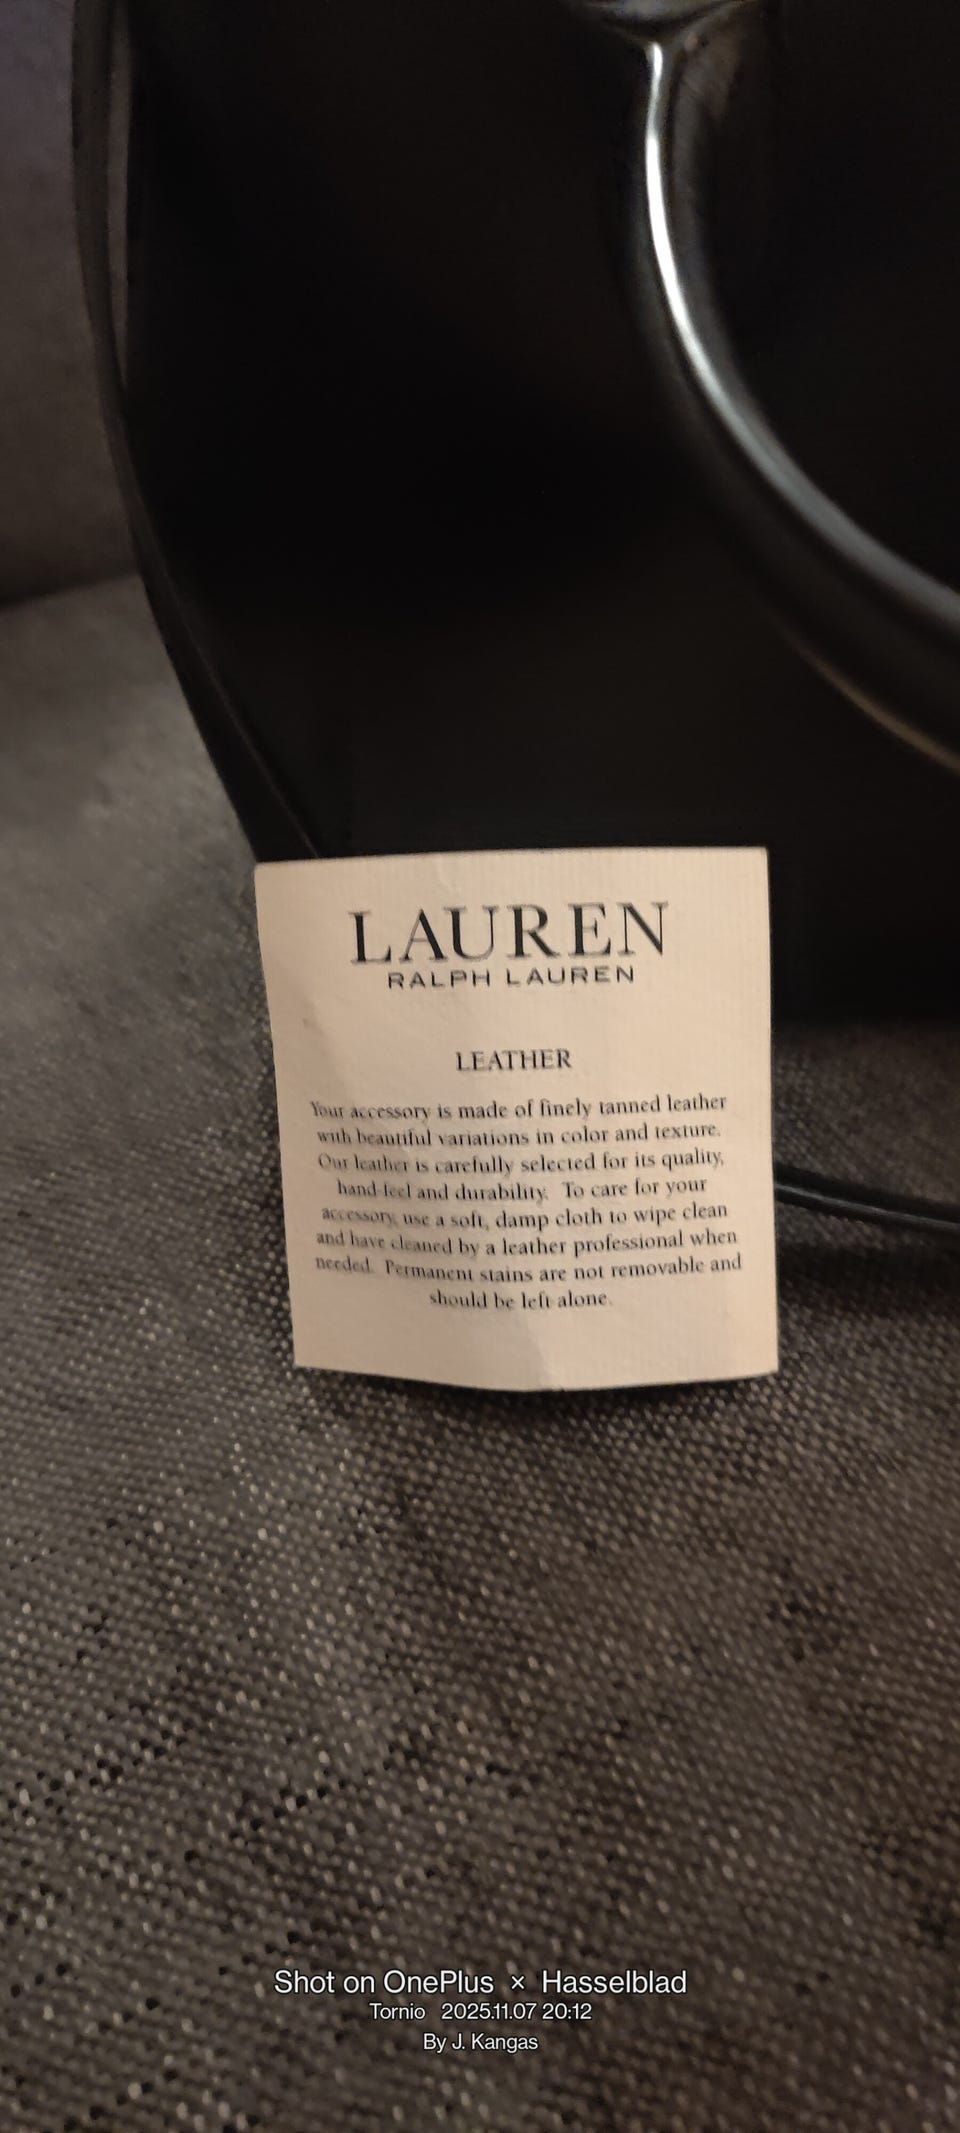 LAUREN
RALPH LAUREN
LEATHER
Your accessory is made of finely tanned leather
with beautiful variations in color and texture.
Our leather is carefully selected for its quality,
hand-feel and durability. To care for your
accessory, use a soft, damp cloth to wipe clean
and have cleaned by a leather professional when
needed. Permanent stains are not removable and
should be left alone.
Shot on OnePlus × Hasselblad
Tornio 2025.11.07 20:12
By J. Kangas